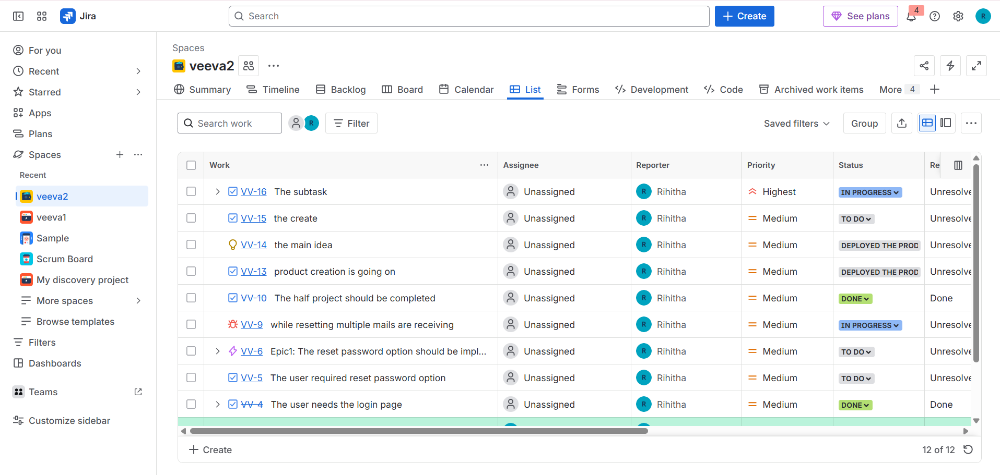 Jira
Search
Create
See plans
4
R
For you
Recent
Starred
Apps
Plans
Spaces
Recent
veeva2
veeva1
Sample
Scrum Board
My discovery project
More spaces
Browse templates
Filters
Dashboards
Teams
Customize sidebar
Spaces
veeva2
Summary Timeline Backlog Board Calendar List Forms Development Code Archived work items More 4
Search work R Filter Saved filters Group
Work Assignee Reporter Priority Status Re
VV-16 The subtask Unassigned R Rihitha Highest IN PROGRESS Unresolve
VV-15 the create Unassigned R Rihitha Medium TO DO Unresolve
VV-14 the main idea Unassigned R Rihitha Medium DEPLOYED THE PROD Unresolve
VV-13 product creation is going on Unassigned R Rihitha Medium DEPLOYED THE PROD Unresolve
VV-10 The half project should be completed Unassigned R Rihitha Medium DONE Done
VV-9 while resetting multiple mails are receiving Unassigned R Rihitha Medium IN PROGRESS Unresolve
VV-6 Epic1: The reset password option should be impl... Unassigned R Rihitha Medium TO DO Unresolve
VV-5 The user required reset password option Unassigned R Rihitha Medium TO DO Unresolve
VV-4 The user needs the login page Unassigned R Rihitha Medium DONE Done
Create 12 of 12